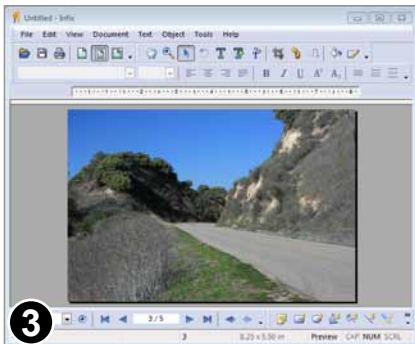 Untitled - Infix
File Edit View Document Text Object Tools Help
T T
B I U A A
3 / 5
3
3 8.25 x 5.50 in Preview CAP NUM SCRL